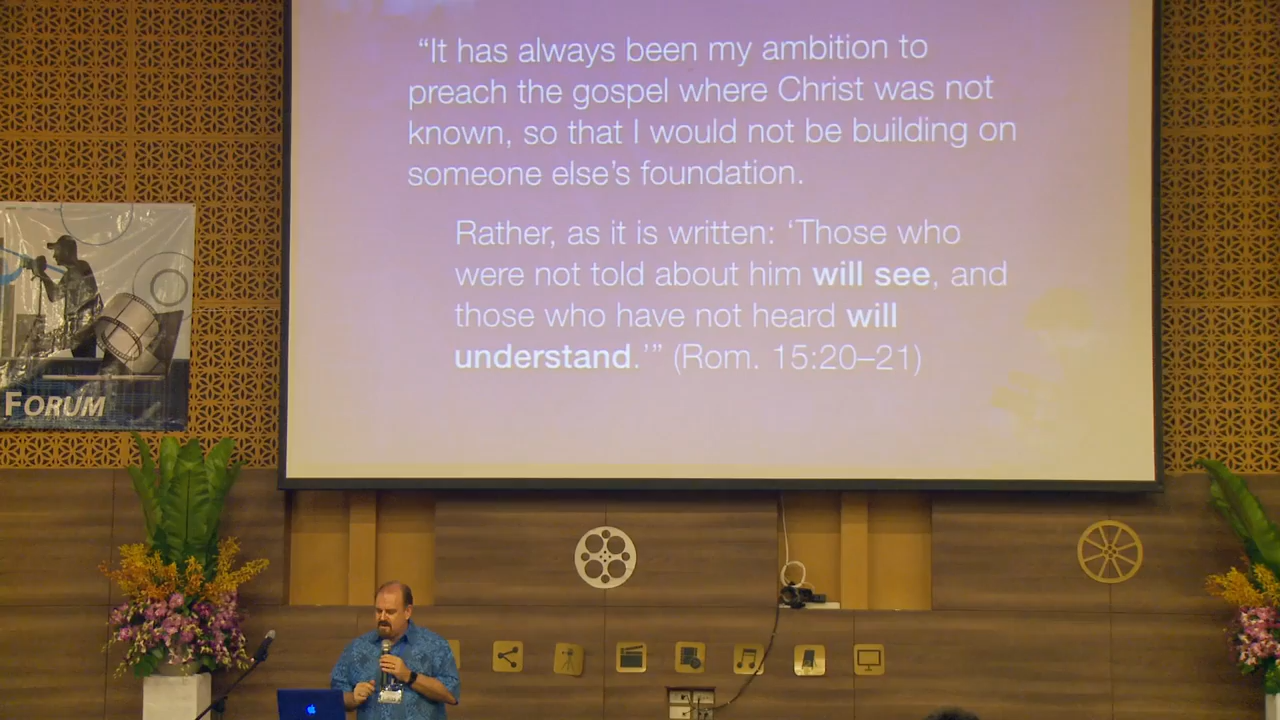 “It has always been my ambition to
preach the gospel where Christ was not
known, so that I would not be building on
someone else’s foundation.
Rather, as it is written: ‘Those who
were not told about him will see, and
those who have not heard will
understand.’” (Rom. 15:20–21)
FORUM